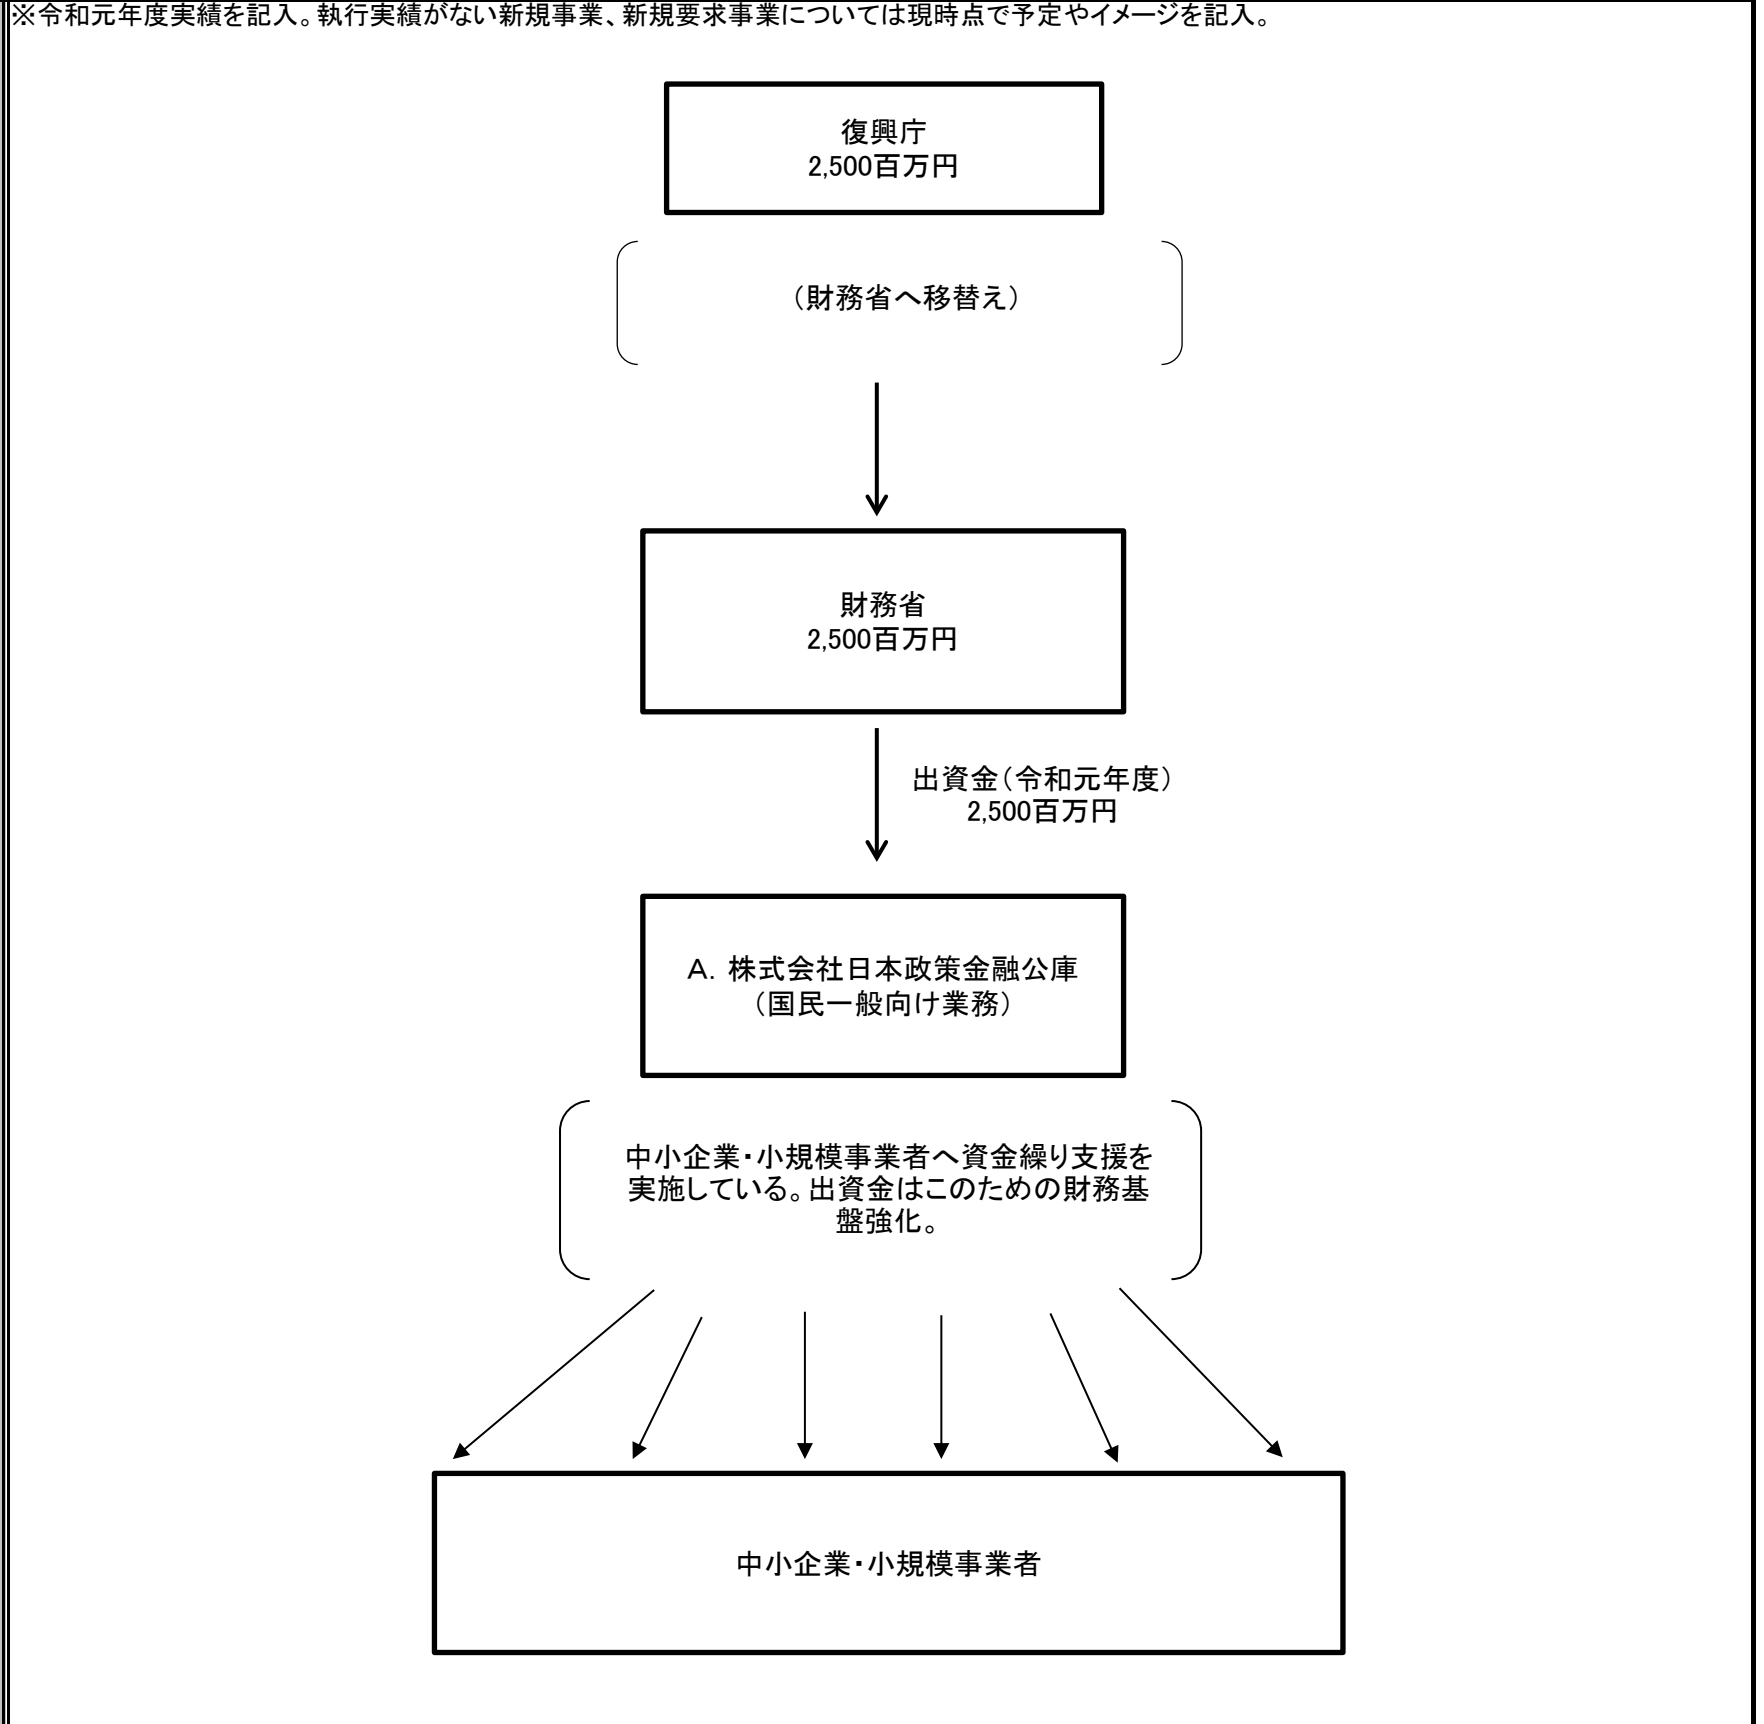 ※令和元年度実績を記入。執行実績がない新規事業、新規要求事業については現時点で予定やイメージを記入。
復興庁
2,500百万円
（財務省へ移替え）
財務省
2,500百万円
出資金（令和元年度）
2,500百万円
A．株式会社日本政策金融公庫
（国民一般向け業務）
中小企業・小規模事業者へ資金繰り支援を
実施している。出資金はこのための財務基
盤強化。
中小企業・小規模事業者